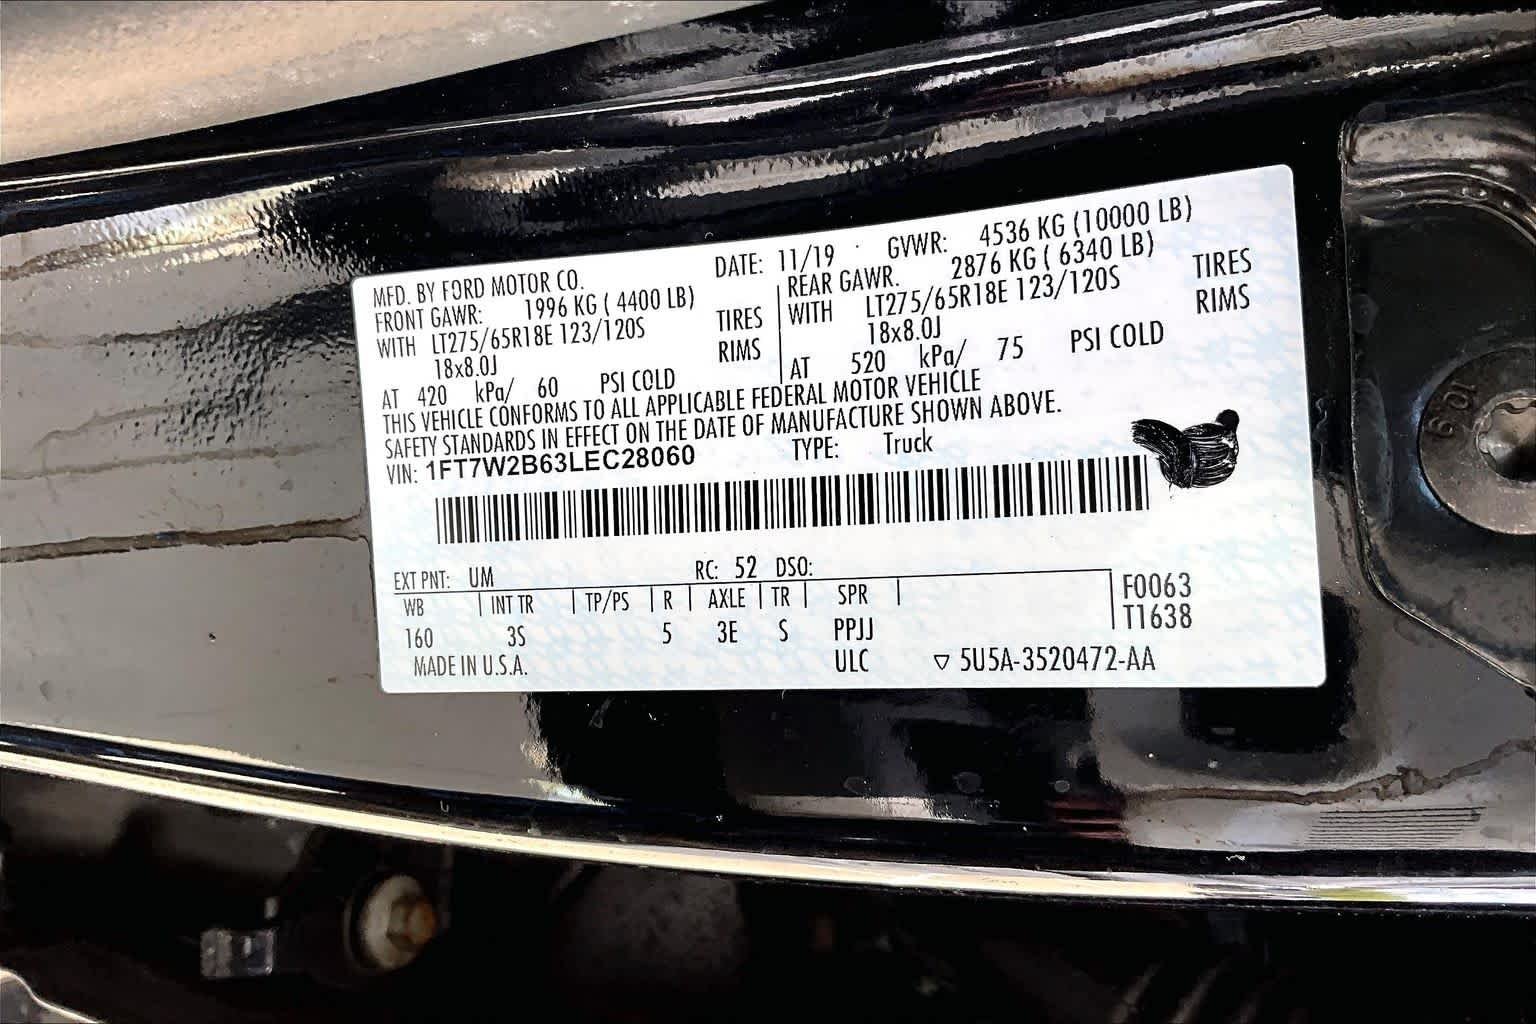 MFD. BY FORD MOTOR CO. DATE: 11/19 GVWR: 4536 KG (10000 LB)
FRONT GAWR: 1996 KG ( 4400 LB) REAR GAWR. 2876 KG ( 6340 LB)
WITH LT275/65R18E 123/120S TIRES WITH LT275/65R18E 123/120S TIRES
18x8.0J RIMS 18x8.0J RIMS
AT 420 kPa/ 60 PSI COLD AT 520 kPa/ 75 PSI COLD
THIS VEHICLE CONFORMS TO ALL APPLICABLE FEDERAL MOTOR VEHICLE
SAFETY STANDARDS IN EFFECT ON THE DATE OF MANUFACTURE SHOWN ABOVE.
VIN: 1FT7W2B63LEC28060 TYPE: Truck
EXT PNT: UM RC: 52 DSO:
WB INT TR TP/PS R AXLE TR SPR F0063
160 3S 5 3E S PPJJ T1638
MADE IN U.S.A. ULC ▽ 5U5A-3520472-AA
10.9